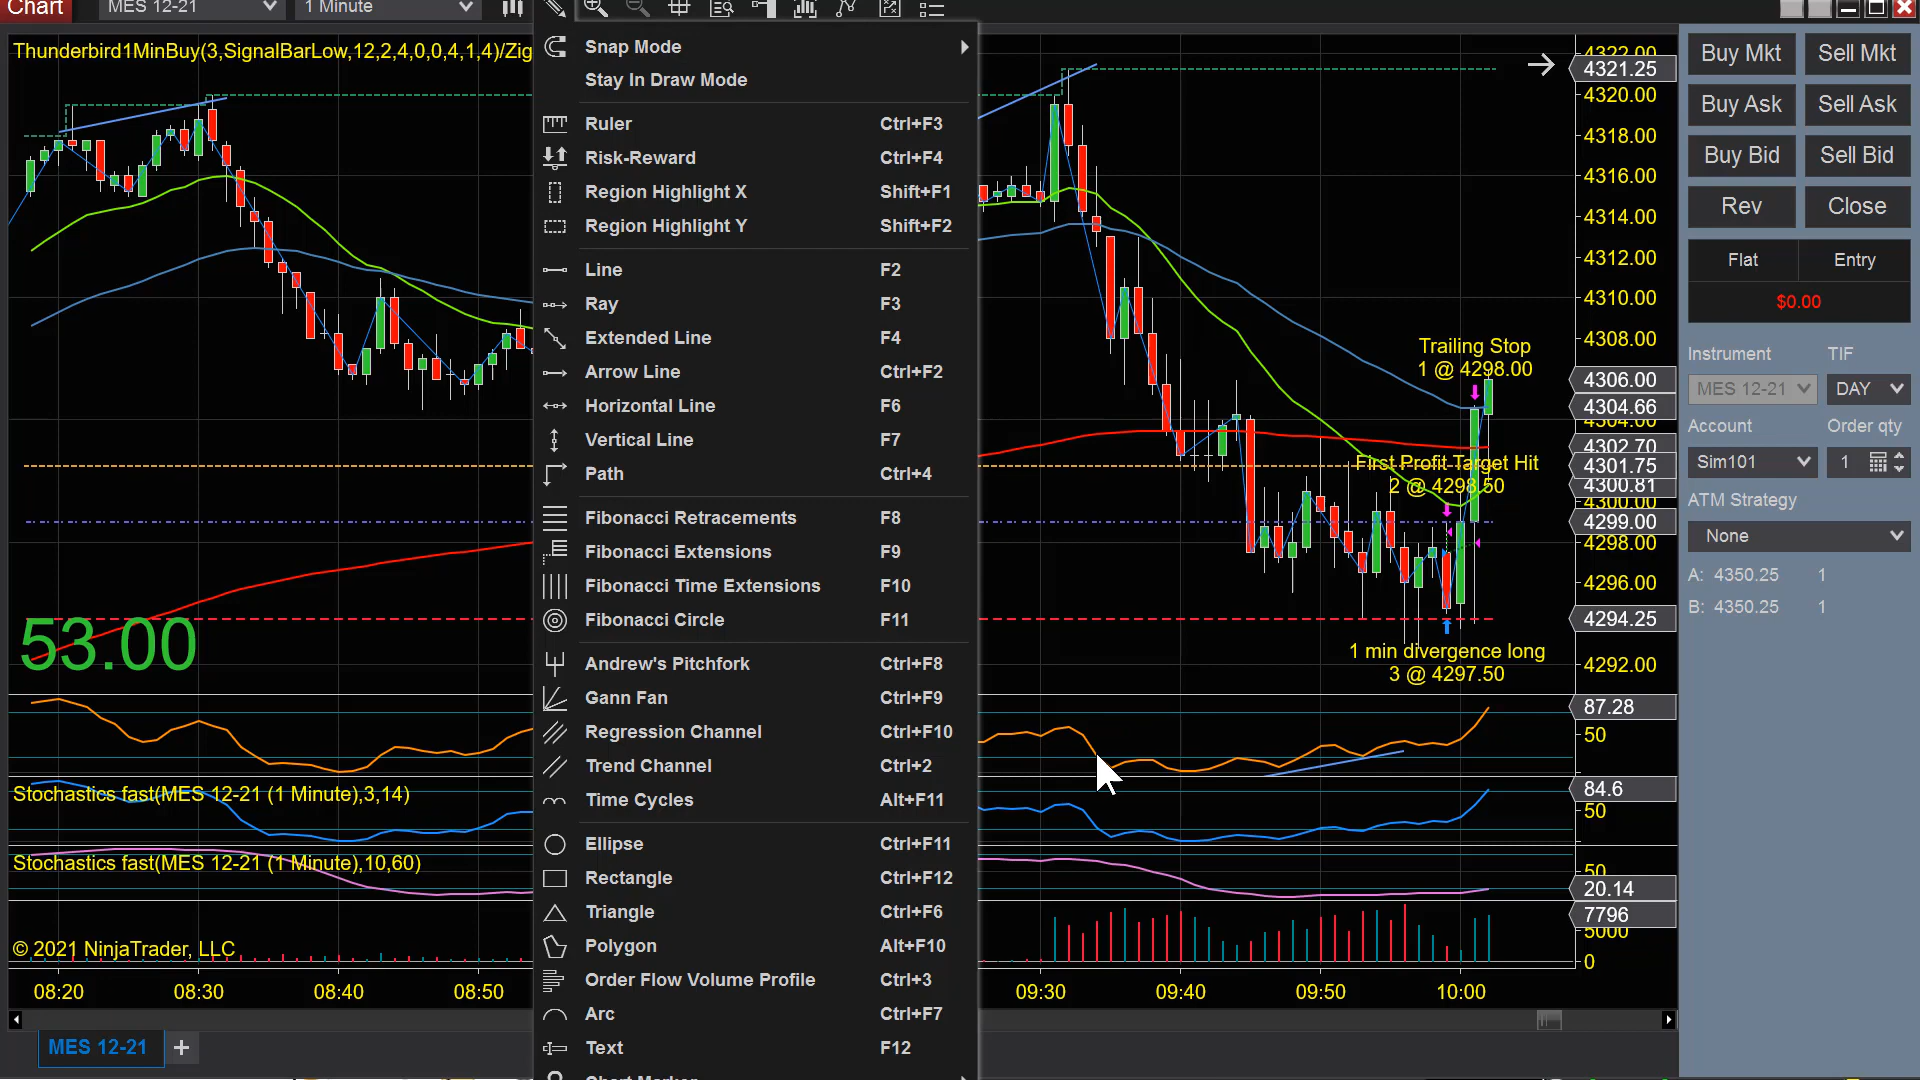 Chart
MES 12-21
1 Minute
Thunderbird1MinBuy(3,SignalBarLow,12,2,4,0,0,4,1,4)/Zig
Snap Mode
Stay In Draw Mode
Ruler Ctrl+F3
Risk-Reward Ctrl+F4
Region Highlight X Shift+F1
Region Highlight Y Shift+F2
Line F2
Ray F3
Extended Line F4
Arrow Line Ctrl+F2
Horizontal Line F6
Vertical Line F7
Path Ctrl+4
Fibonacci Retracements F8
Fibonacci Extensions F9
Fibonacci Time Extensions F10
Fibonacci Circle F11
Andrew's Pitchfork Ctrl+F8
Gann Fan Ctrl+F9
Regression Channel Ctrl+F10
Trend Channel Ctrl+2
Time Cycles Alt+F11
Ellipse Ctrl+F11
Rectangle Ctrl+F12
Triangle Ctrl+F6
Polygon Alt+F10
Order Flow Volume Profile Ctrl+3
Arc Ctrl+F7
Text F12
53.00
Stochastics fast(MES 12-21 (1 Minute),3,14)
Stochastics fast(MES 12-21 (1 Minute),10,60)
© 2021 NinjaTrader, LLC
Trailing Stop
1 @ 4298.00
First Profit Target Hit
2 @ 4298.50
1 min divergence long
3 @ 4297.50
4322.00
4321.25
4320.00
4318.00
4316.00
4314.00
4312.00
4310.00
4308.00
4306.00
4304.66
4304.00
4302.70
4301.75
4300.81
4300.00
4299.00
4298.00
4296.00
4294.25
4292.00
87.28
50
84.6
50
50
20.14
7796
5000
0
08:20 08:30 08:40 08:50 09:30 09:40 09:50 10:00
MES 12-21 +
Buy Mkt Sell Mkt
Buy Ask Sell Ask
Buy Bid Sell Bid
Rev Close
Flat Entry
$0.00
Instrument TIF
MES 12-21 DAY
Account Order qty
Sim101 1
ATM Strategy
None
A: 4350.25 1
B: 4350.25 1